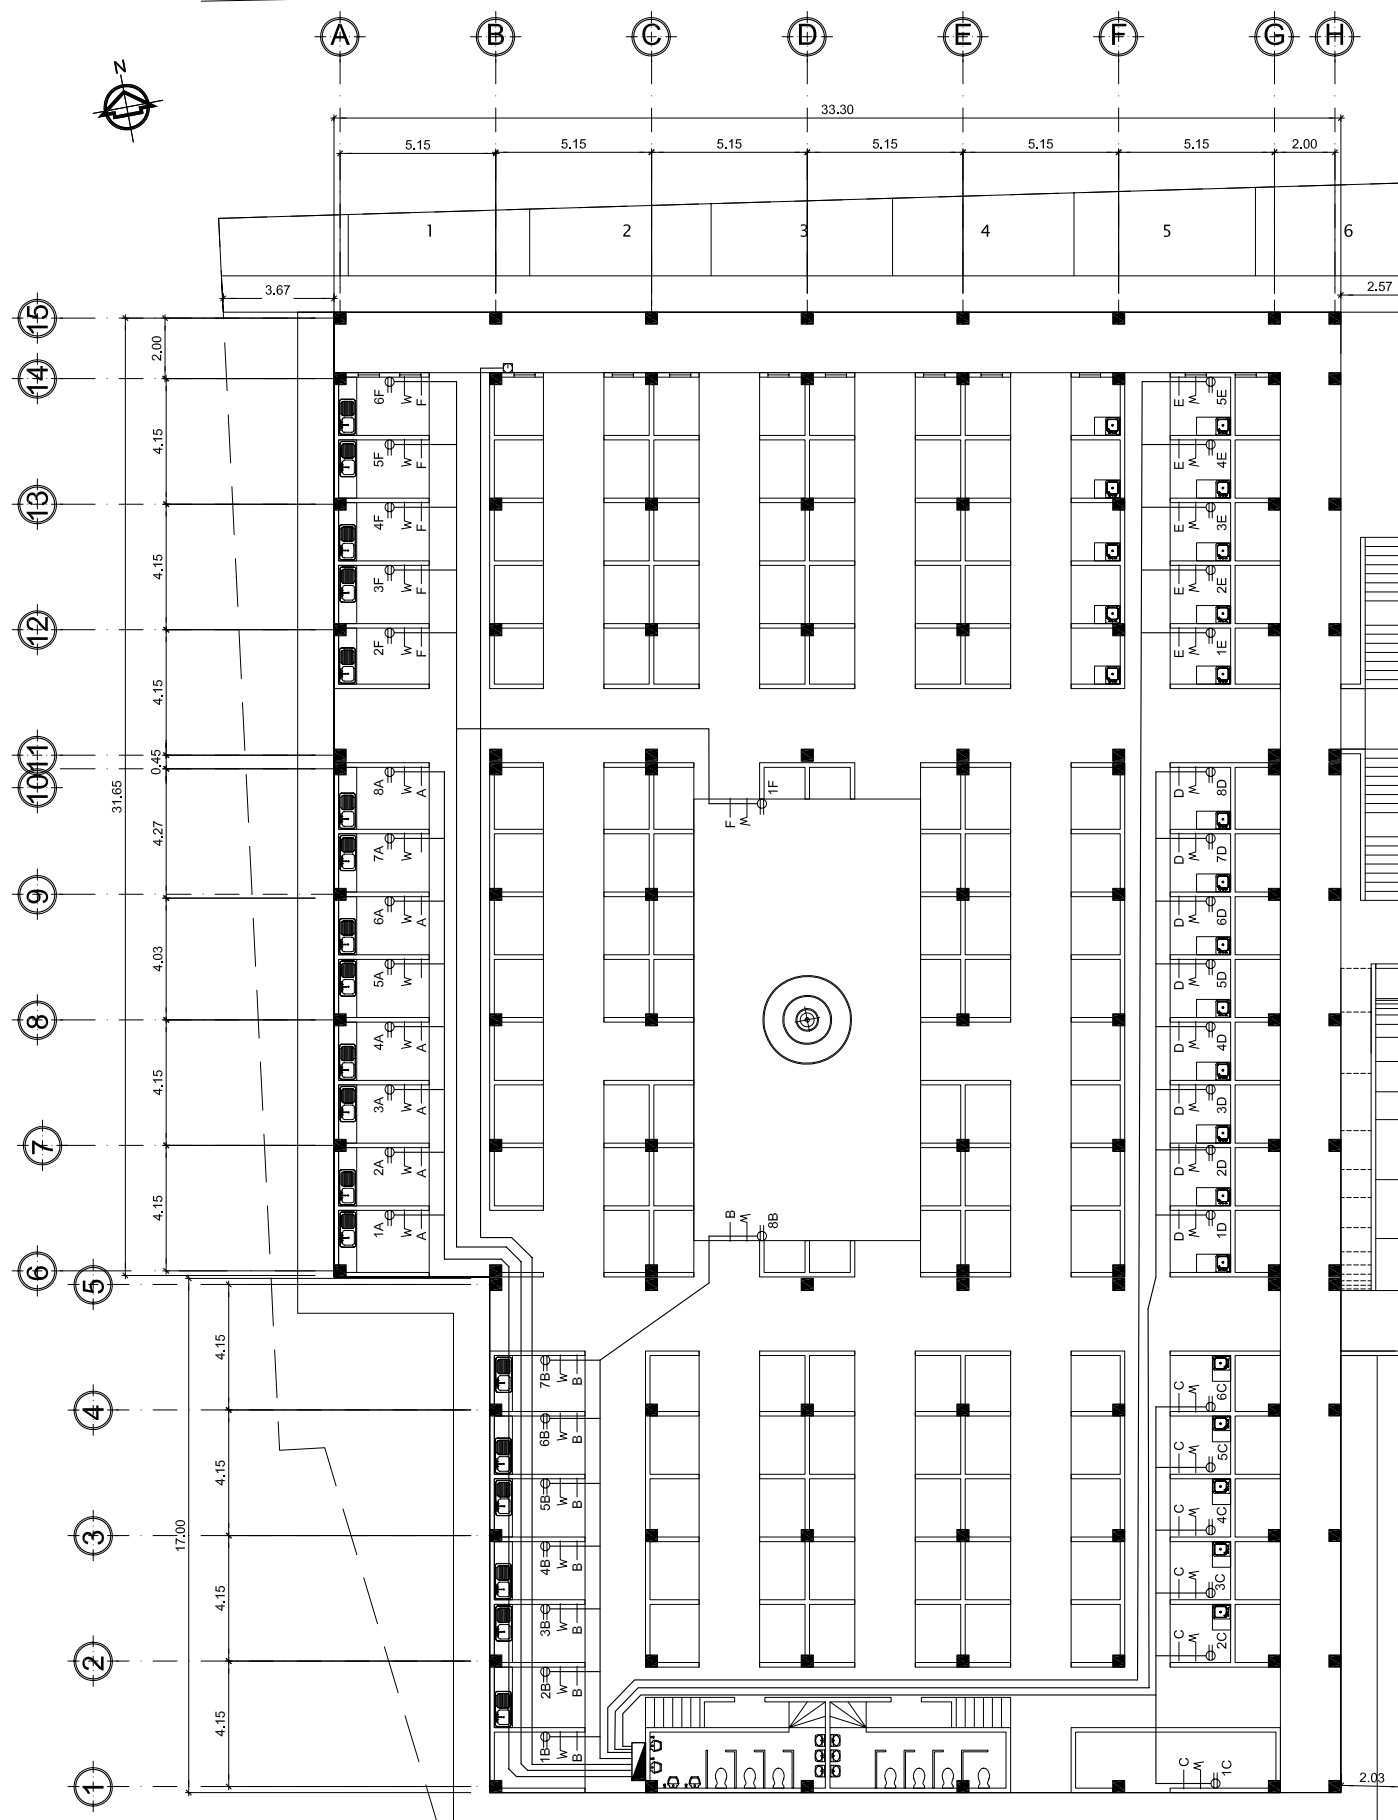 A B C D E F G H
N
33.30
5.15 5.15 5.15 5.15 5.15 5.15 2.00
1 2 3 4 5 6
3.67 2.57
15
2.00
14
6F W F E W 5E
4.15
5F W F E W 4E
13
4F W F E W 3E
4.15
3F W F E W 2E
12
2F W F E W 1E
4.15
11
0.45
10
31.65
8A W A 1F D W 8D
F W
4.27
7A W A D W 7D
9
6A W A D W 6D
4.03
5A W A D W 5D
8
4A W A D W 4D
4.15
3A W A D W 3D
7
2A W A D W 2D
4.15
1A W A B W 8B D W 1D
6
5
4.15
7B W B C W 6C
4
6B W B C W 5C
4.15
5B W B C W 4C
3
17.00
4B W B C W 3C
4.15
3B W B C W 2C
2
2B W B
4.15
1B W B C W 1C
1
2.03